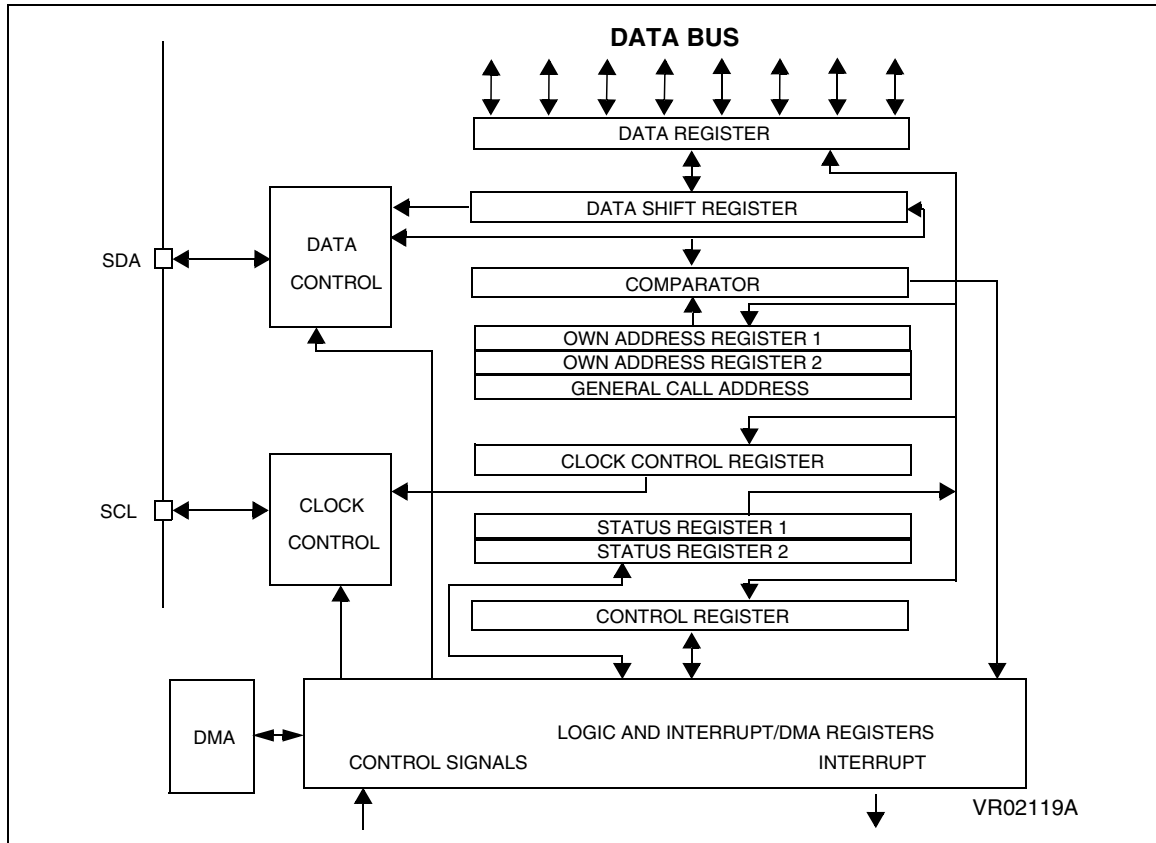 DATA BUS
DATA REGISTER
DATA SHIFT REGISTER
DATA
CONTROL
SDA
COMPARATOR
OWN ADDRESS REGISTER 1
OWN ADDRESS REGISTER 2
GENERAL CALL ADDRESS
CLOCK CONTROL REGISTER
SCL
CLOCK
CONTROL
STATUS REGISTER 1
STATUS REGISTER 2
CONTROL REGISTER
DMA
LOGIC AND INTERRUPT/DMA REGISTERS
CONTROL SIGNALS
INTERRUPT
VR02119A